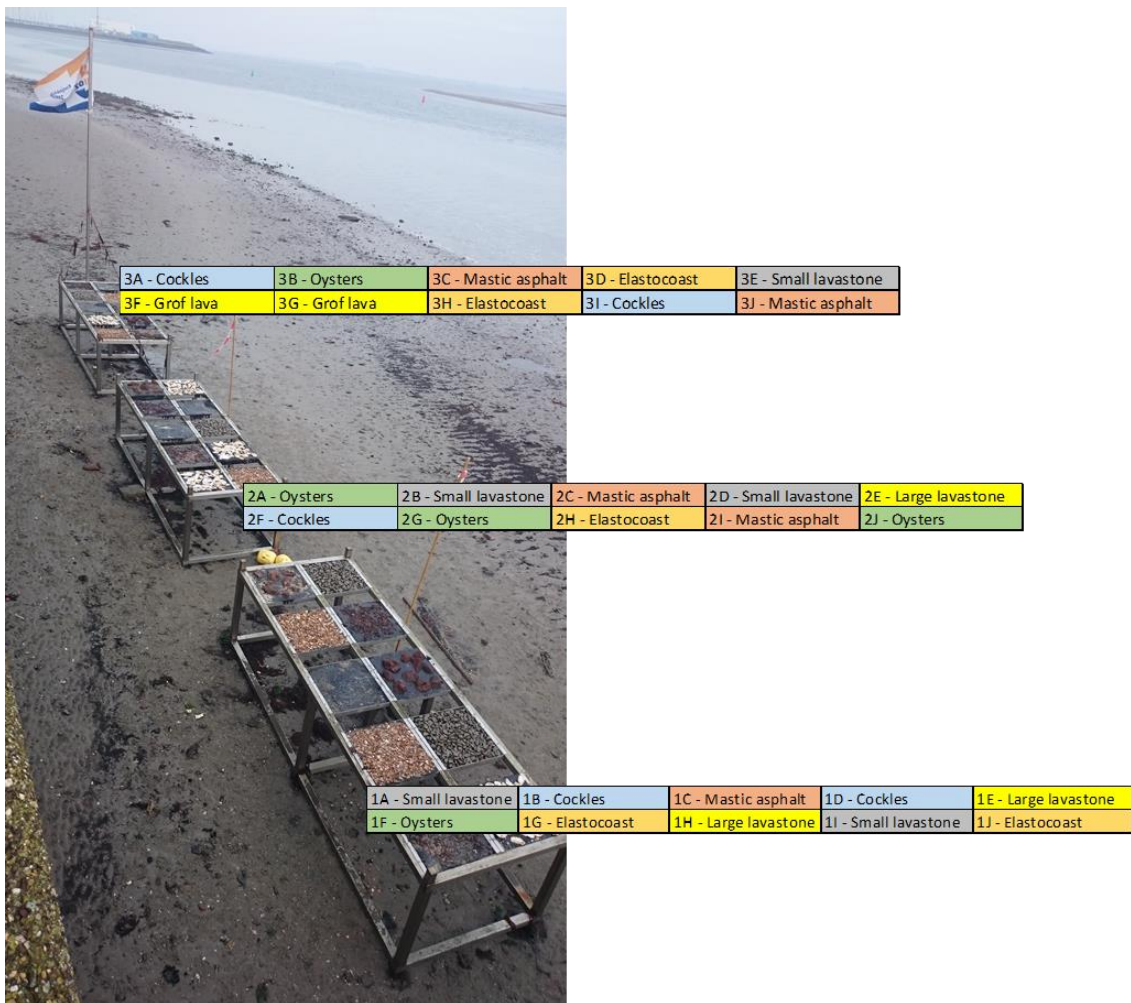 3A - Cockles 3B - Oysters 3C - Mastic asphalt 3D - Elastocoast 3E - Small lavastone
3F - Grof lava 3G - Grof lava 3H - Elastocoast 3I - Cockles 3J - Mastic asphalt
2A - Oysters 2B - Small lavastone 2C - Mastic asphalt 2D - Small lavastone 2E - Large lavastone
2F - Cockles 2G - Oysters 2H - Elastocoast 2I - Mastic asphalt 2J - Oysters
1A - Small lavastone 1B - Cockles 1C - Mastic asphalt 1D - Cockles 1E - Large lavastone
1F - Oysters 1G - Elastocoast 1H - Large lavastone 1I - Small lavastone 1J - Elastocoast